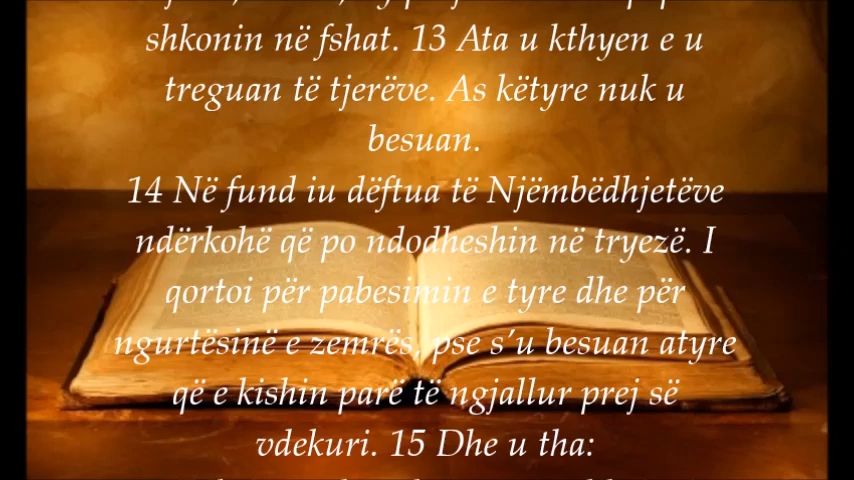 shkonin në fshat. 13 Ata u kthyen e u
treguan të tjerëve. As këtyre nuk u
besuan.
14 Në fund iu dëftua të Njëmbëdhjetëve
ndërkohë që po ndodheshin në tryezë. I
qortoi për pabesimin e tyre dhe për
ngurtësinë e zemrës, pse s’u besuan atyre
që e kishin parë të ngjallur prej së
vdekuri. 15 Dhe u tha: